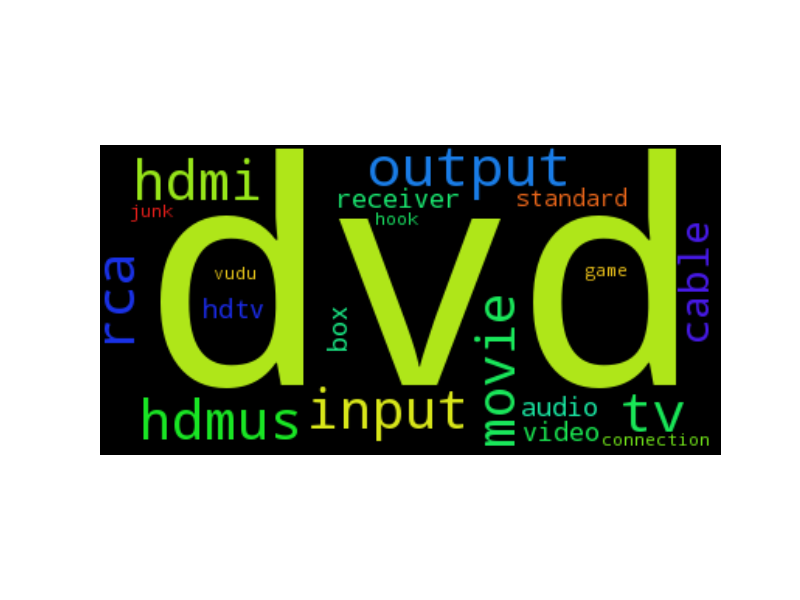 output
hdmi
receiver
standard
junk
hook
dvd
cable
rca
vudu
game
hdtv
box
movie
input
hdmus
audio
tv
video
connection